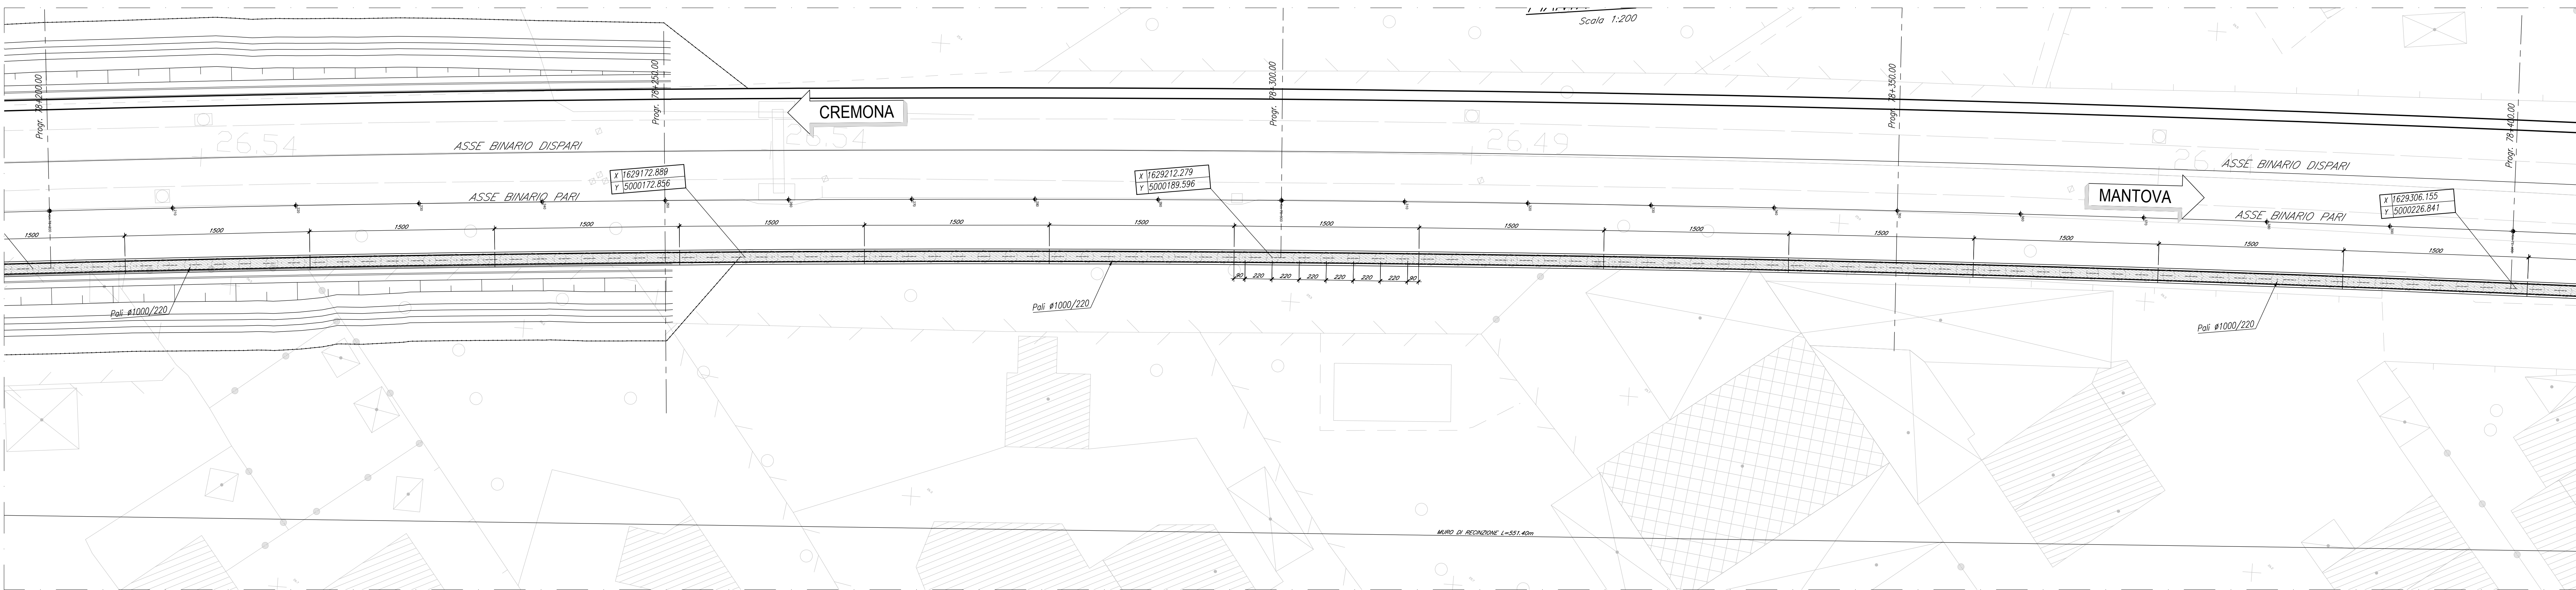 Scala 1:200
Progr. 78+200.00
Progr. 78+250.00
Progr. 78+300.00
Progr. 78+350.00
Progr. 78+400.00
CREMONA
26.54
26.54
26.49
ASSE BINARIO DISPARI
ASSE BINARIO DISPARI
X 1629172.889
Y 5000172.856
X 1629212.279
Y 5000189.596
MANTOVA
X 1629306.155
Y 5000226.841
ASSE BINARIO PARI
ASSE BINARIO PARI
1500 1500 1500 1500 1500 1500 1500 1500 1500 1500 1500 1500 1500 1500
90 220 220 220 220 220 220 90
Pali ø1000/220
Pali ø1000/220
Pali ø1000/220
MURO DI RECINZIONE L=551.40m